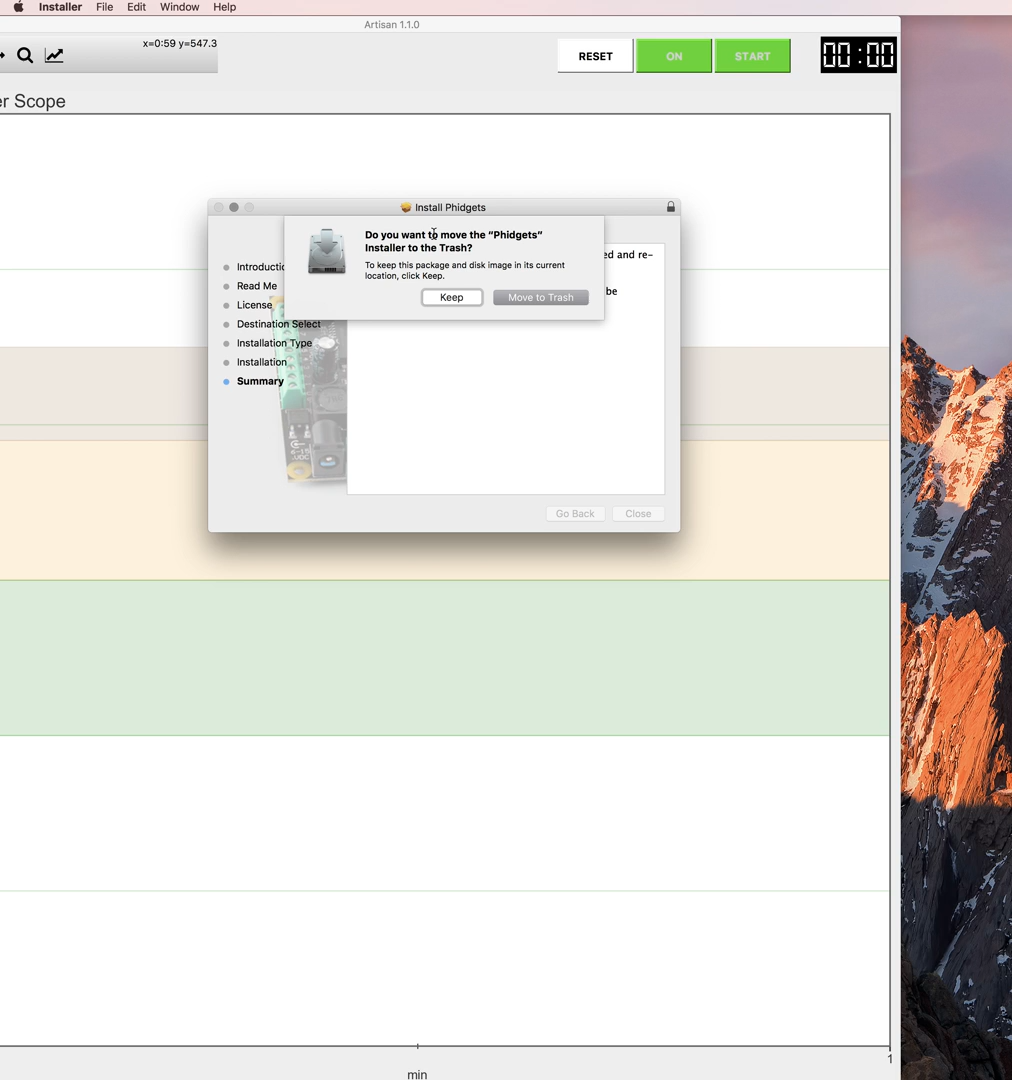 Installer File Edit Window Help
Artisan 1.1.0
x=0:59 y=547.3
RESET ON START 00:00
er Scope
Install Phidgets
Do you want to move the “Phidgets”
Installer to the Trash?
To keep this package and disk image in its current
location, click Keep.
Keep Move to Trash
ed and re-
be
Introductio
Read Me
License
Destination Select
Installation Type
Installation
Summary
Go Back Close
1
min